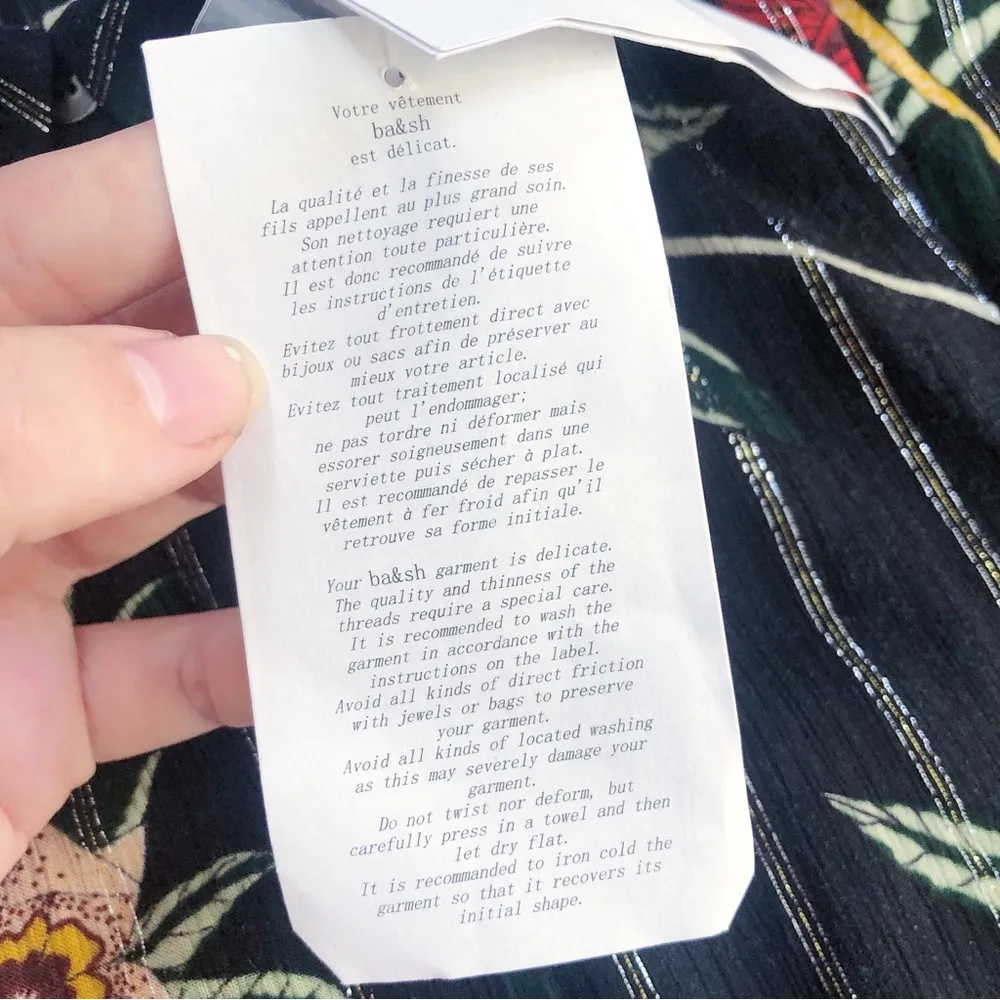 Votre vêtement
ba&sh
est délicat.
La qualité et la finesse de ses
fils appellent au plus grand soin.
Son nettoyage requiert une
attention toute particulière.
Il est donc recommandé de suivre
les instructions de l'étiquette
d'entretien.
Evitez tout frottement direct avec
bijoux ou sacs afin de préserver au
mieux votre article.
Evitez tout traitement localisé qui
peut l'endommager;
ne pas tordre ni déformer mais
essorer soigneusement dans une
serviette puis sécher à plat.
Il est recommandé de repasser le
vêtement à fer froid afin qu'il
retrouve sa forme initiale.
Your ba&sh garment is delicate.
The quality and thinness of the
threads require a special care.
It is recommended to wash the
garment in accordance with the
instructions on the label.
Avoid all kinds of direct friction
with jewels or bags to preserve
your garment.
Avoid all kinds of located washing
as this may severely damage your
garment.
Do not twist nor deform, but
carefully press in a towel and then
let dry flat.
It is recommanded to iron cold the
garment so that it recovers its
initial shape.